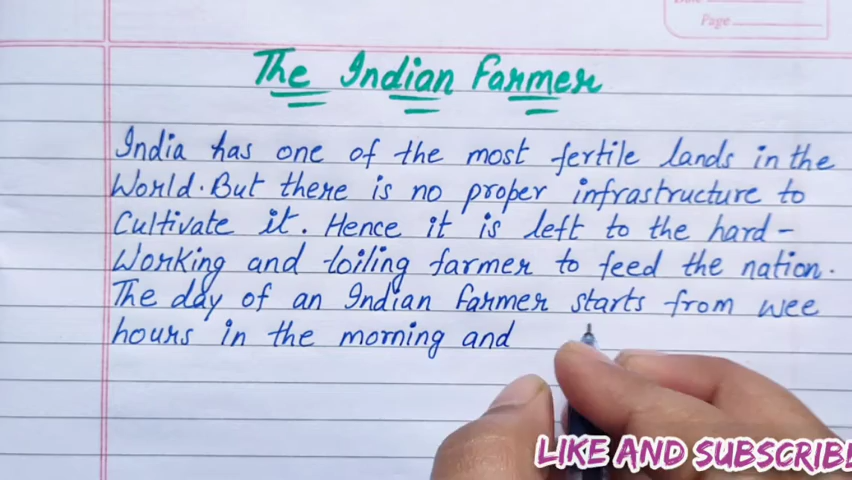 Page
The Indian Farmer
India has one of the most fertile lands in the
World. But there is no proper infrastructure to
Cultivate it. Hence it is left to the hard-
Working and toiling farmer to feed the nation.
The day of an Indian Farmer starts from wee
hours in the morning and
LIKE AND SUBSCRIBE